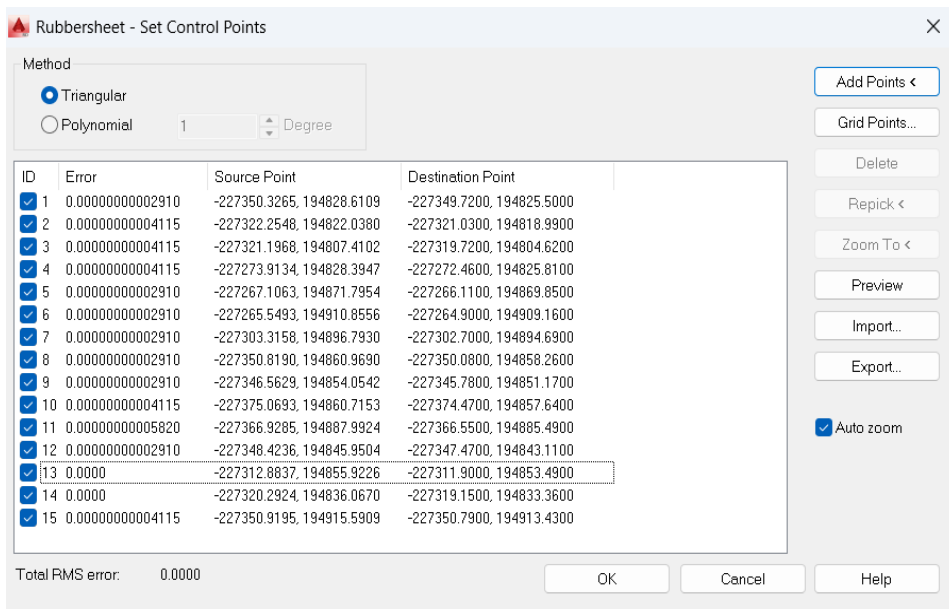 Rubbersheet - Set Control Points
Method
Triangular
Polynomial 1 Degree
Add Points <
Grid Points...
Delete
Repick <
Zoom To <
Preview
Import...
Export...
Auto zoom
ID Error Source Point Destination Point
1 0.00000000002910 -227350.3265, 194828.6109 -227349.7200, 194825.5000
2 0.00000000004115 -227322.2548, 194822.0380 -227321.0300, 194818.9900
3 0.00000000004115 -227321.1968, 194807.4102 -227319.7200, 194804.6200
4 0.00000000004115 -227273.9134, 194828.3947 -227272.4600, 194825.8100
5 0.00000000002910 -227267.1063, 194871.7954 -227266.1100, 194869.8500
6 0.00000000002910 -227265.5493, 194910.8556 -227264.9000, 194909.1600
7 0.00000000002910 -227303.3158, 194896.7930 -227302.7000, 194894.6900
8 0.00000000002910 -227350.8190, 194860.9690 -227350.0800, 194858.2600
9 0.00000000002910 -227346.5629, 194854.0542 -227345.7800, 194851.1700
10 0.00000000004115 -227375.0693, 194860.7153 -227374.4700, 194857.6400
11 0.00000000005820 -227366.9285, 194887.9924 -227366.5500, 194885.4900
12 0.00000000002910 -227348.4236, 194845.9504 -227347.4700, 194843.1100
13 0.0000 -227312.8837, 194855.9226 -227311.9000, 194853.4900
14 0.0000 -227320.2924, 194836.0670 -227319.1500, 194833.3600
15 0.00000000004115 -227350.9195, 194915.5909 -227350.7900, 194913.4300
Total RMS error: 0.0000
OK Cancel Help